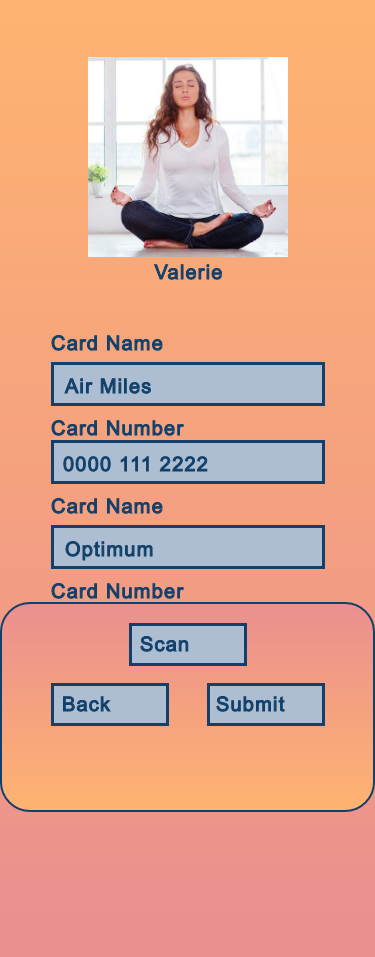 Valerie
Card Name
Air Miles
Card Number
0000 111 2222
Card Name
Optimum
Card Number
Scan
Back Submit